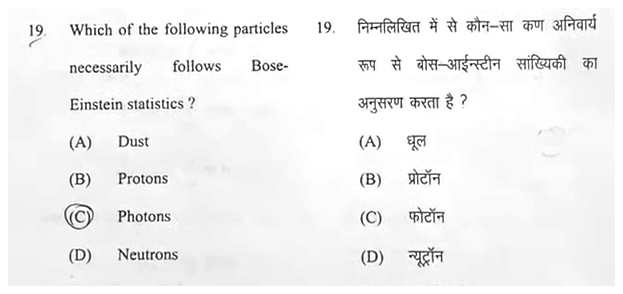 19. Which of the following particles
necessarily follows Bose-
Einstein statistics ?
(A) Dust
(B) Protons
(C) Photons
(D) Neutrons
19. निम्नलिखित में से कौन-सा कण अनिवार्य
रूप से बोस-आईन्स्टीन सांख्यिकी का
अनुसरण करता है ?
(A) धूल
(B) प्रोटॉन
(C) फोटॉन
(D) न्यूट्रॉन